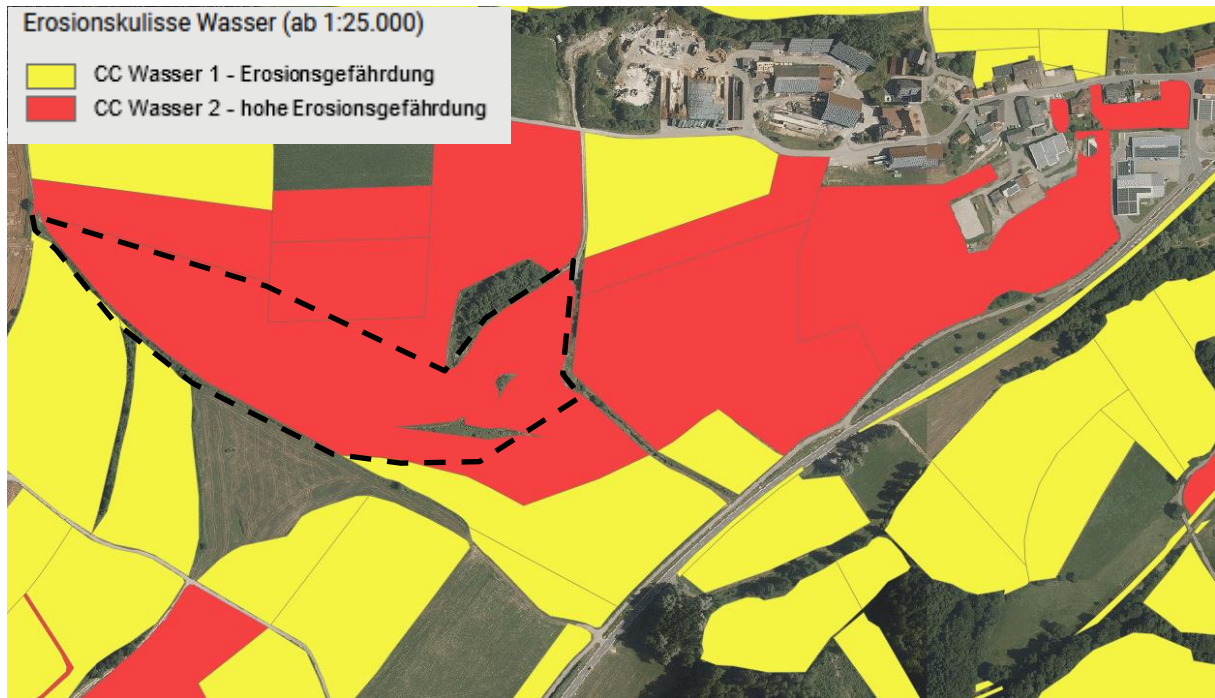 Erosionskulisse Wasser (ab 1:25.000)
CC Wasser 1 - Erosionsgefährdung
CC Wasser 2 - hohe Erosionsgefährdung